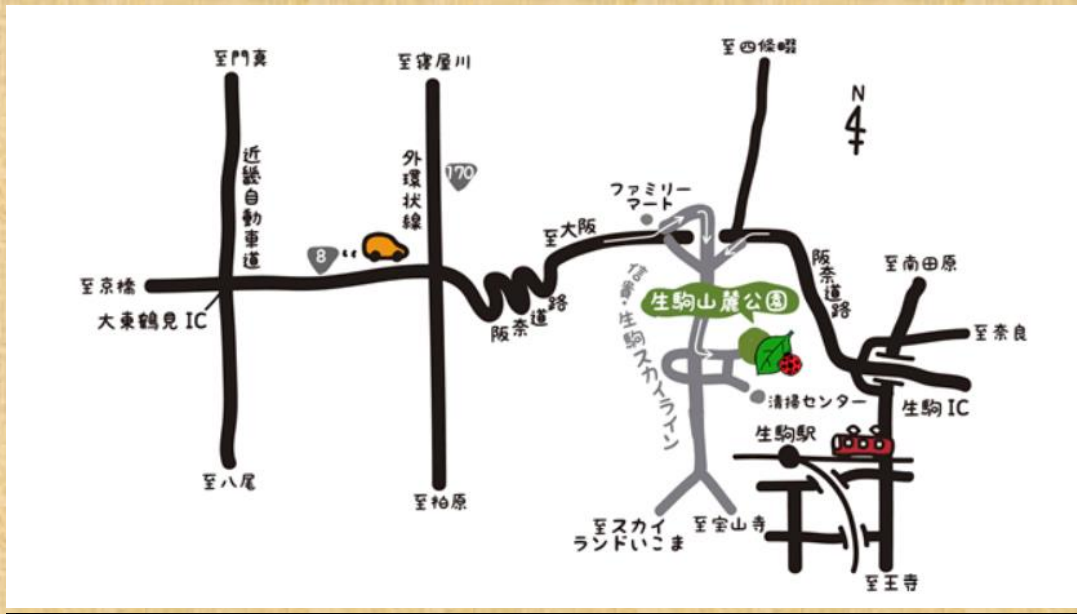 至門真
至寝屋川
至四條畷
N
近畿自動車道
外環状線
170
ファミリー
マート
至大阪
8
至京橋
大東鶴見IC
阪奈道路
信貴・生駒スカイライン
生駒山麓公園
阪奈道路
至南田原
至奈良
清掃センター
生駒IC
生駒駅
至八尾
至柏原
至スカイ
ランドいこま
至宝山寺
至王寺